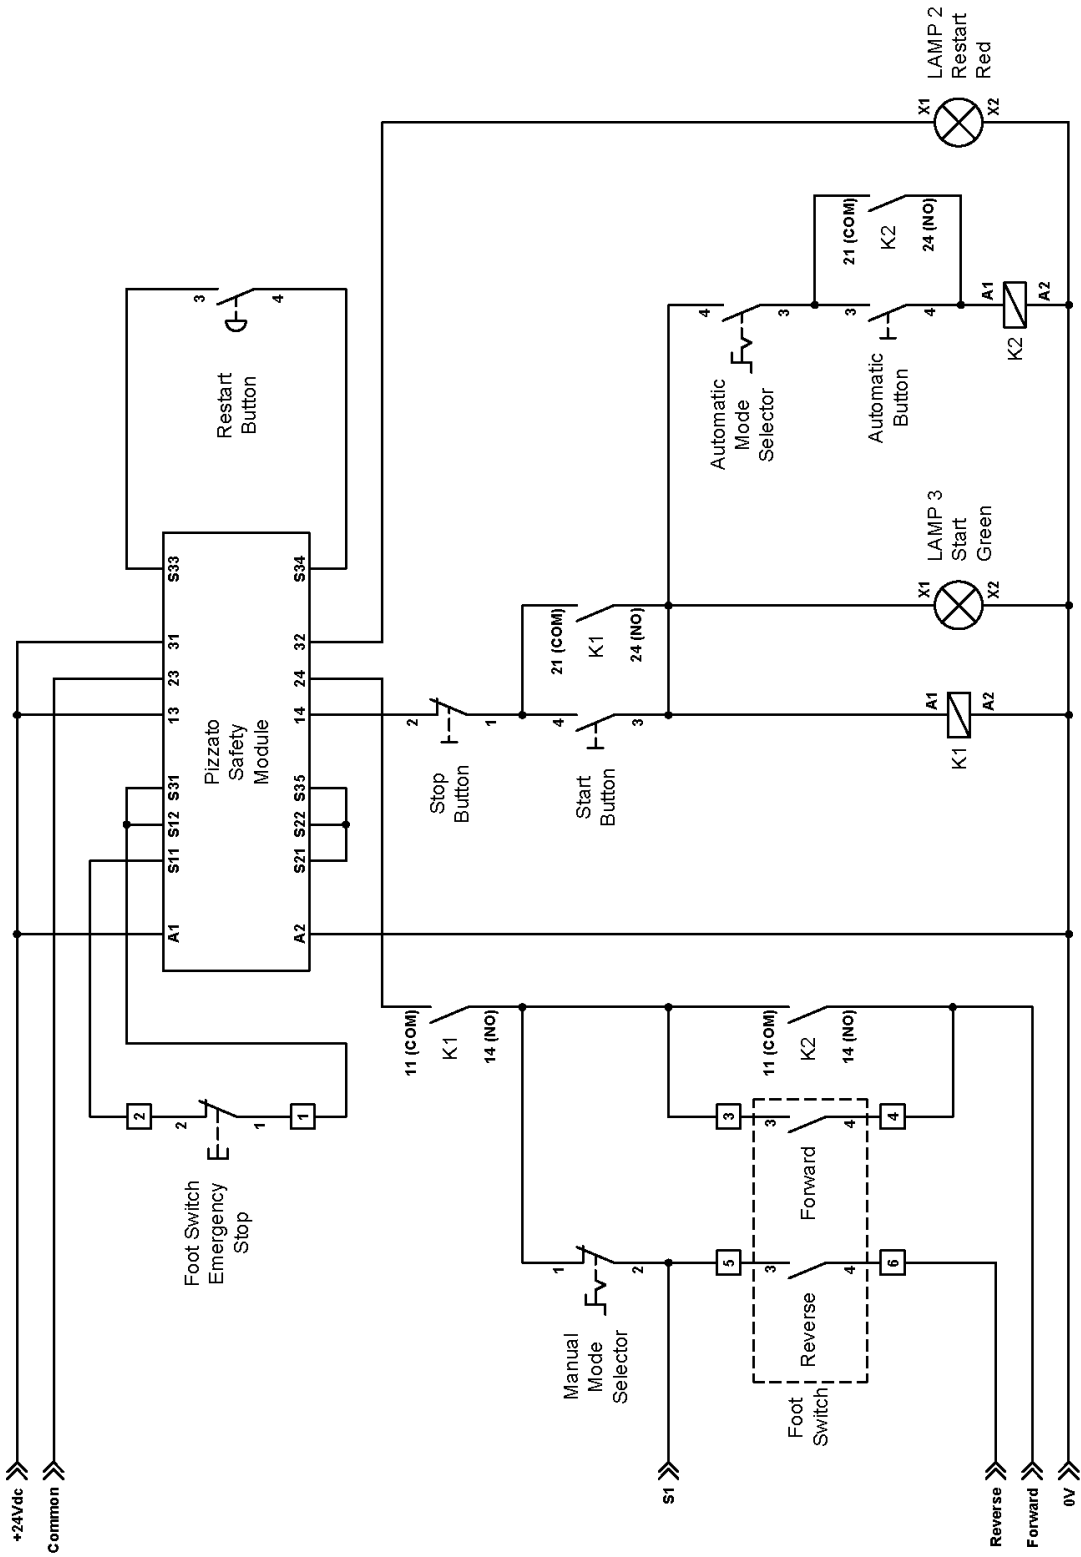 +24Vdc
Common
Foot Switch
Emergency
Stop
2
2
1
1
A1
S11
S12
S31
13
23
31
S33
Pizzato
Safety
Module
A2
S21
S22
S35
14
24
32
S34
Restart
Button
3
4
11 (COM)
K1
14 (NO)
Stop
Button
2
1
Start
Button
4
3
21 (COM)
K1
24 (NO)
Manual
Mode
Selector
1
2
S1
Automatic
Mode
Selector
4
3
Foot
Switch
5
3
Reverse
4
6
3
3
Forward
4
4
11 (COM)
K2
14 (NO)
Automatic
Button
3
4
21 (COM)
K2
24 (NO)
K1
A1
A2
X1
X2
LAMP 3
Start
Green
K2
A1
A2
X1
X2
LAMP 2
Restart
Red
Reverse
Forward
0V